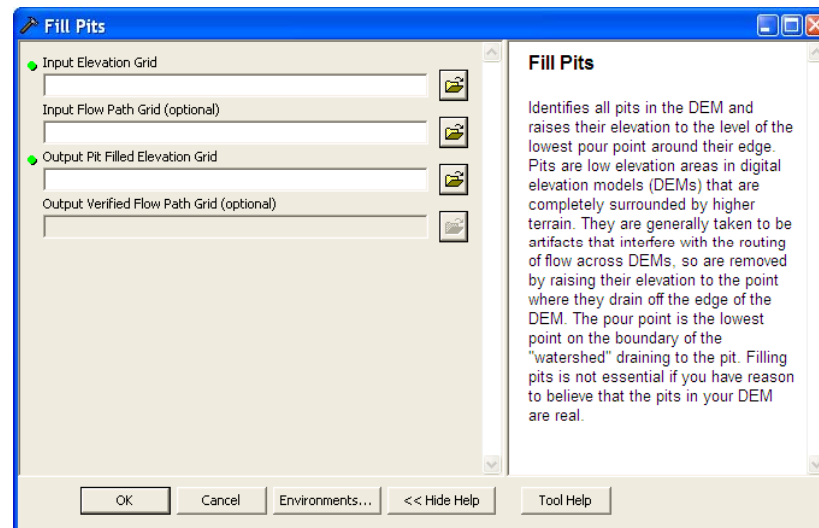 Fill Pits
Input Elevation Grid
Input Flow Path Grid (optional)
Output Pit Filled Elevation Grid
Output Verified Flow Path Grid (optional)
Fill Pits
Identifies all pits in the DEM and
raises their elevation to the level of the
lowest pour point around their edge.
Pits are low elevation areas in digital
elevation models (DEMs) that are
completely surrounded by higher
terrain. They are generally taken to be
artifacts that interfere with the routing
of flow across DEMs, so are removed
by raising their elevation to the point
where they drain off the edge of the
DEM. The pour point is the lowest
point on the boundary of the
"watershed" draining to the pit. Filling
pits is not essential if you have reason
to believe that the pits in your DEM
are real.
OK Cancel Environments... << Hide Help Tool Help